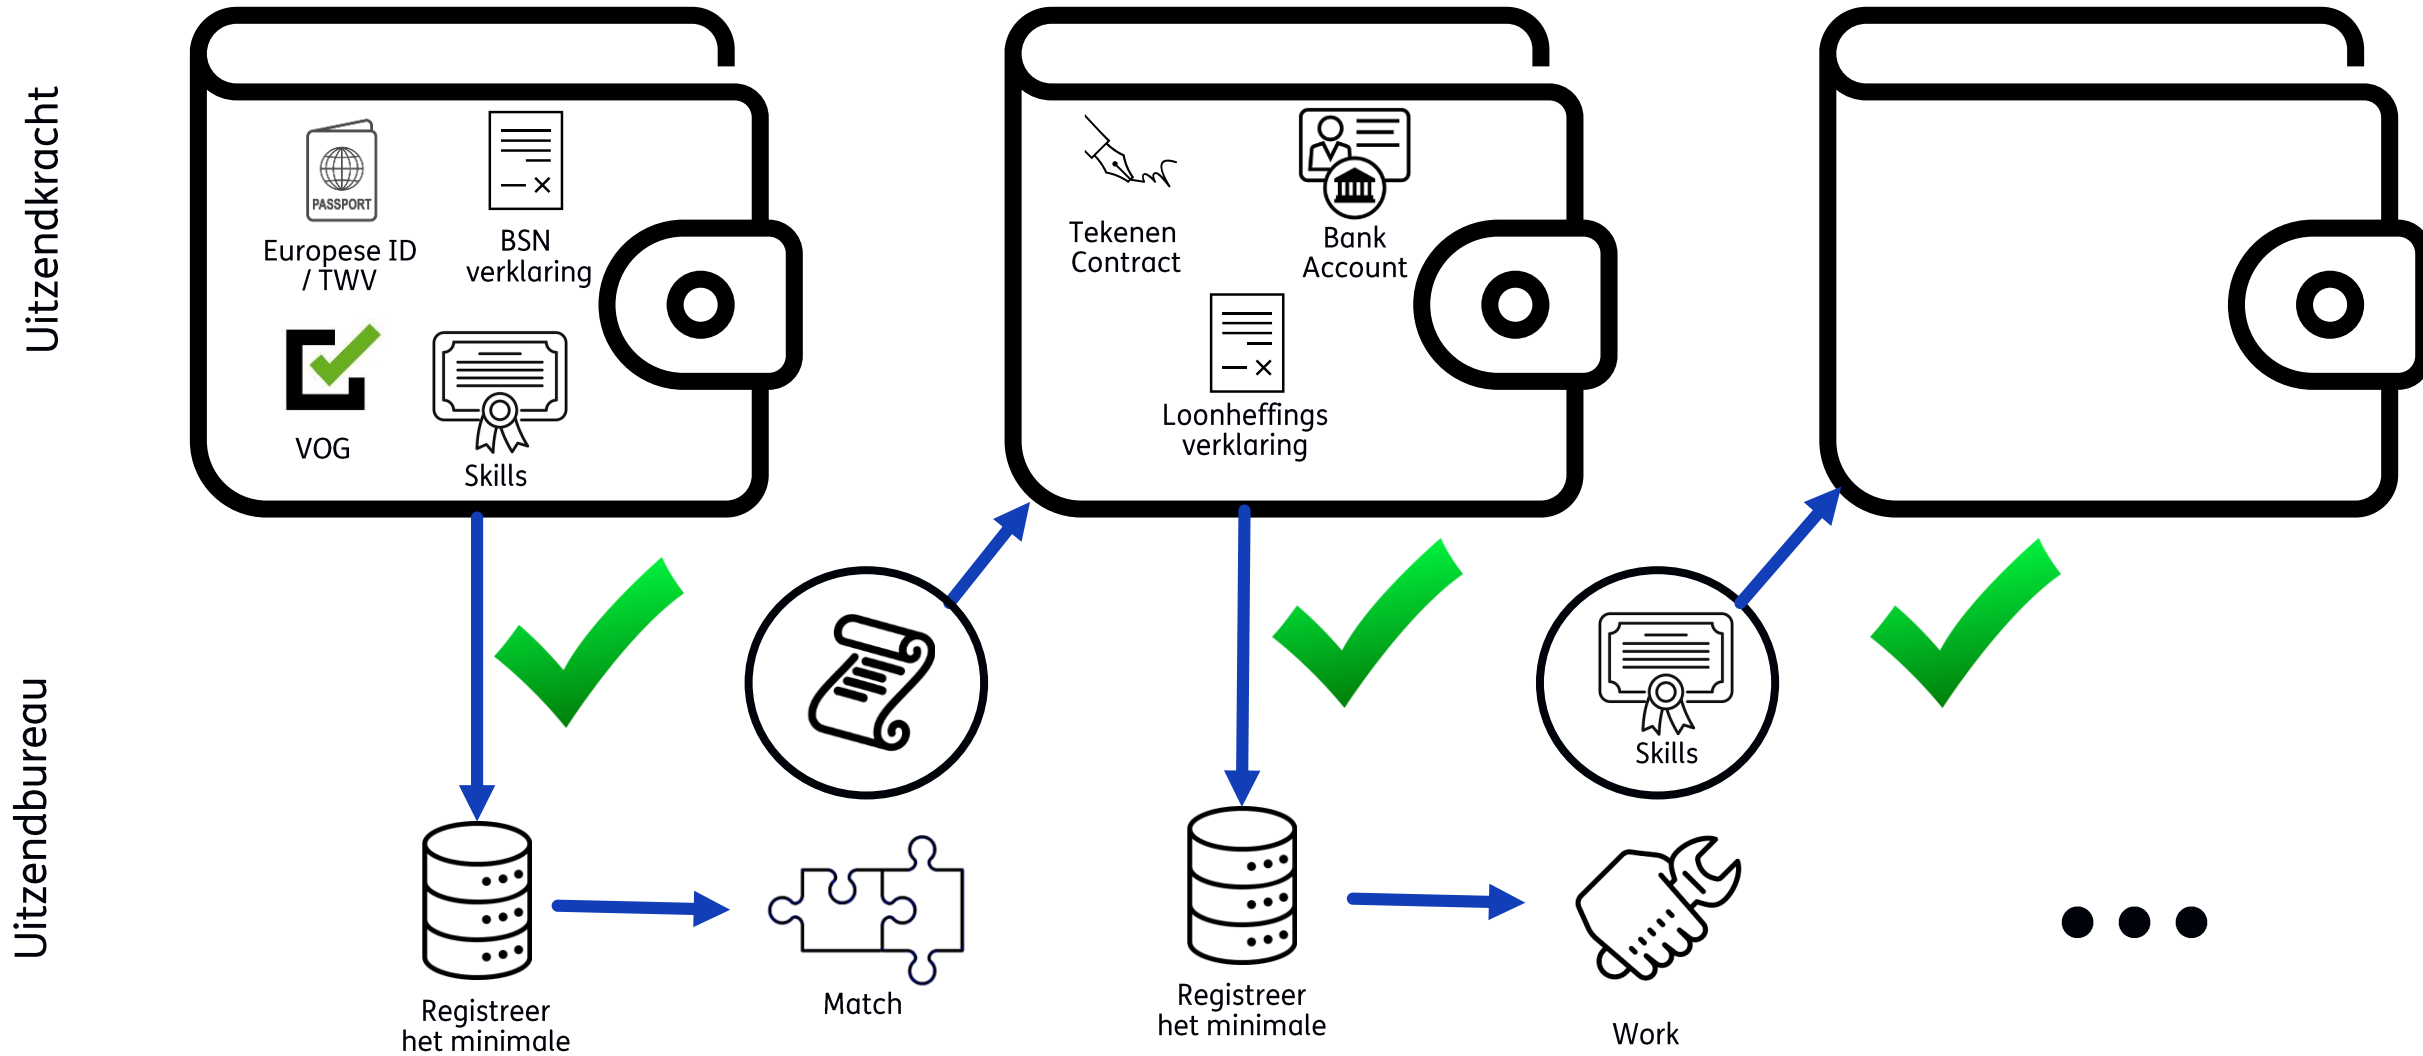 Uitzendkracht
PASSPORT
Europese ID
/ TWV
BSN
verklaring
VOG
Skills
Tekenen
Contract
Bank
Account
Loonheffings
verklaring
Uitzendbureau
Skills
Registreer
het minimale
Match
Registreer
het minimale
Work